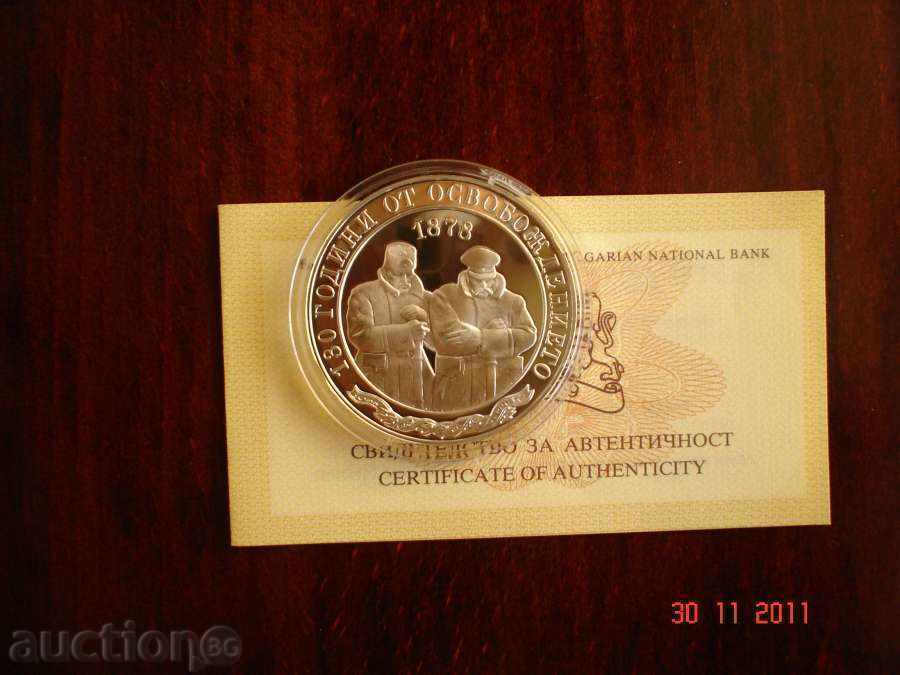 130 ГОДИНИ ОТ ОСВОБОЖДЕНИЕТО
1878
GARIAN NATIONAL BANK
СВИДЕТЕЛСТВО ЗА АВТЕНТИЧНОСТ
CERTIFICATE OF AUTHENTICITY
30 11 2011
auction BG